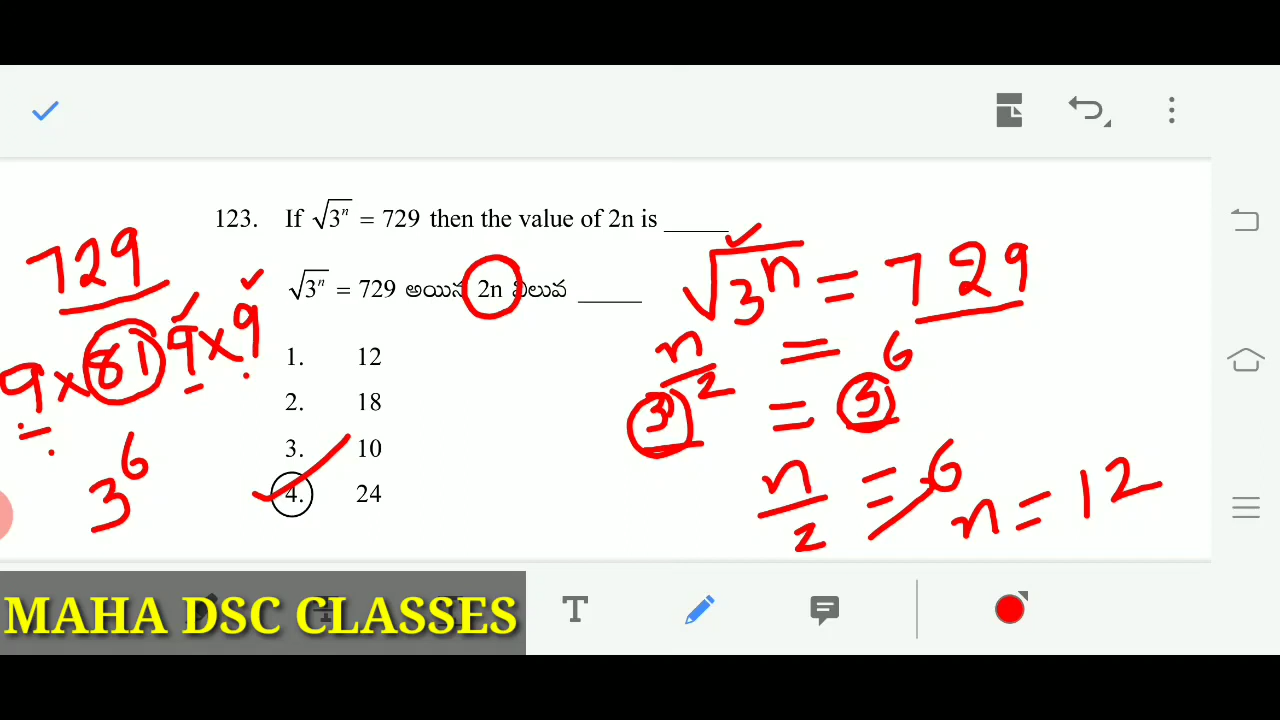 123. If √3ⁿ = 729 then the value of 2n is _____
√3ⁿ = 729 అయిన 2n విలువ _____
1. 12
2. 18
3. 10
4. 24
729
9×81 9×9
3⁶
√3ⁿ = 729
3^(n/2) = 3⁶
=
n/2 = 6
n = 12
MAHA DSC CLASSES
T